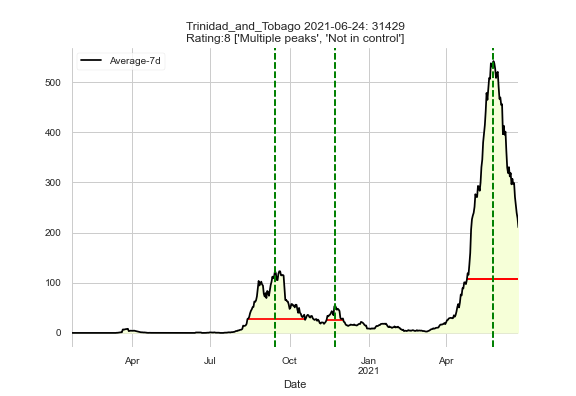 Trinidad_and_Tobago 2021-06-24: 31429
Rating:8 ['Multiple peaks', 'Not in control']
Average-7d
500
400
300
200
100
0
Apr Jul Oct Jan Apr
2021
Date